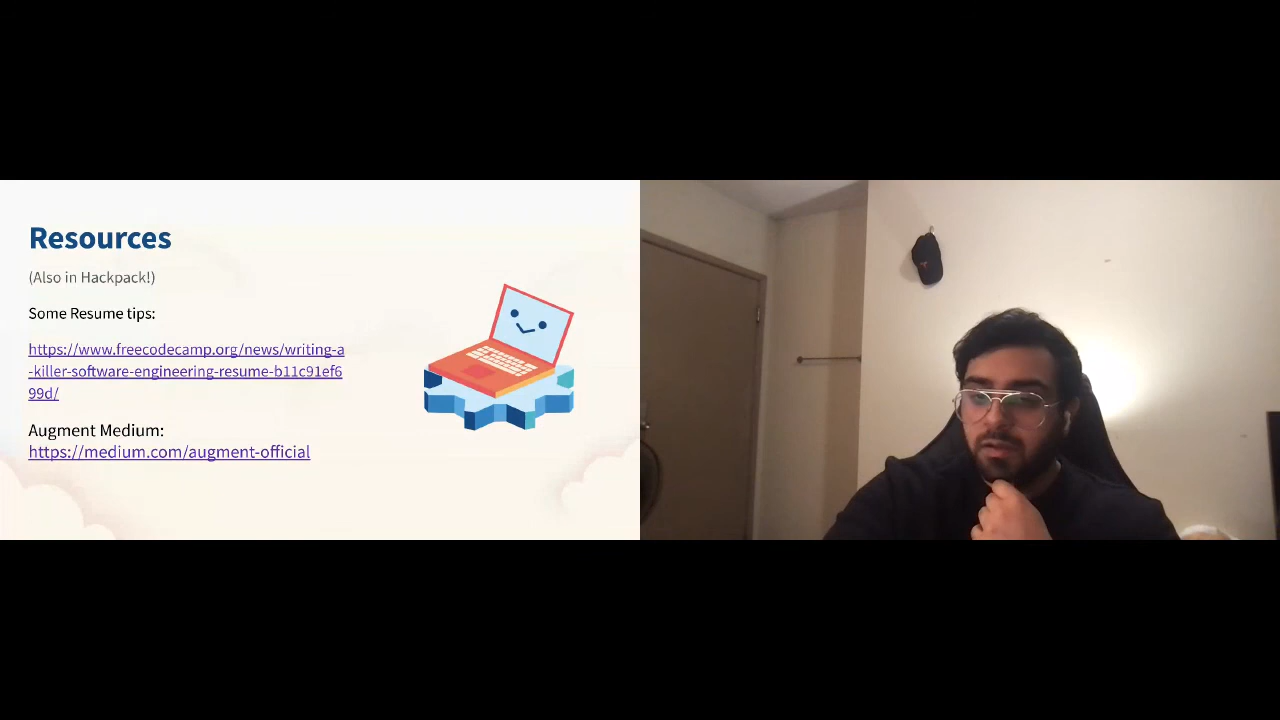 Resources
(Also in Hackpack!)
Some Resume tips:
https://www.freecodecamp.org/news/writing-a
-killer-software-engineering-resume-b11c91ef6
99d/
Augment Medium:
https://medium.com/augment-official